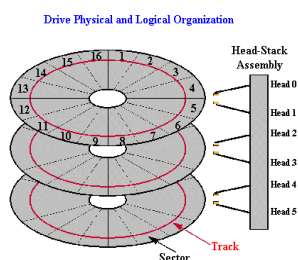 Drive Physical and Logical Organization
Head-Stack
Assembly
16 1
15 2
14 3
13 4
12 5
11 6
10 7
9 8
Head 0
Head 1
Head 2
Head 3
Head 4
Head 5
Track
Sector